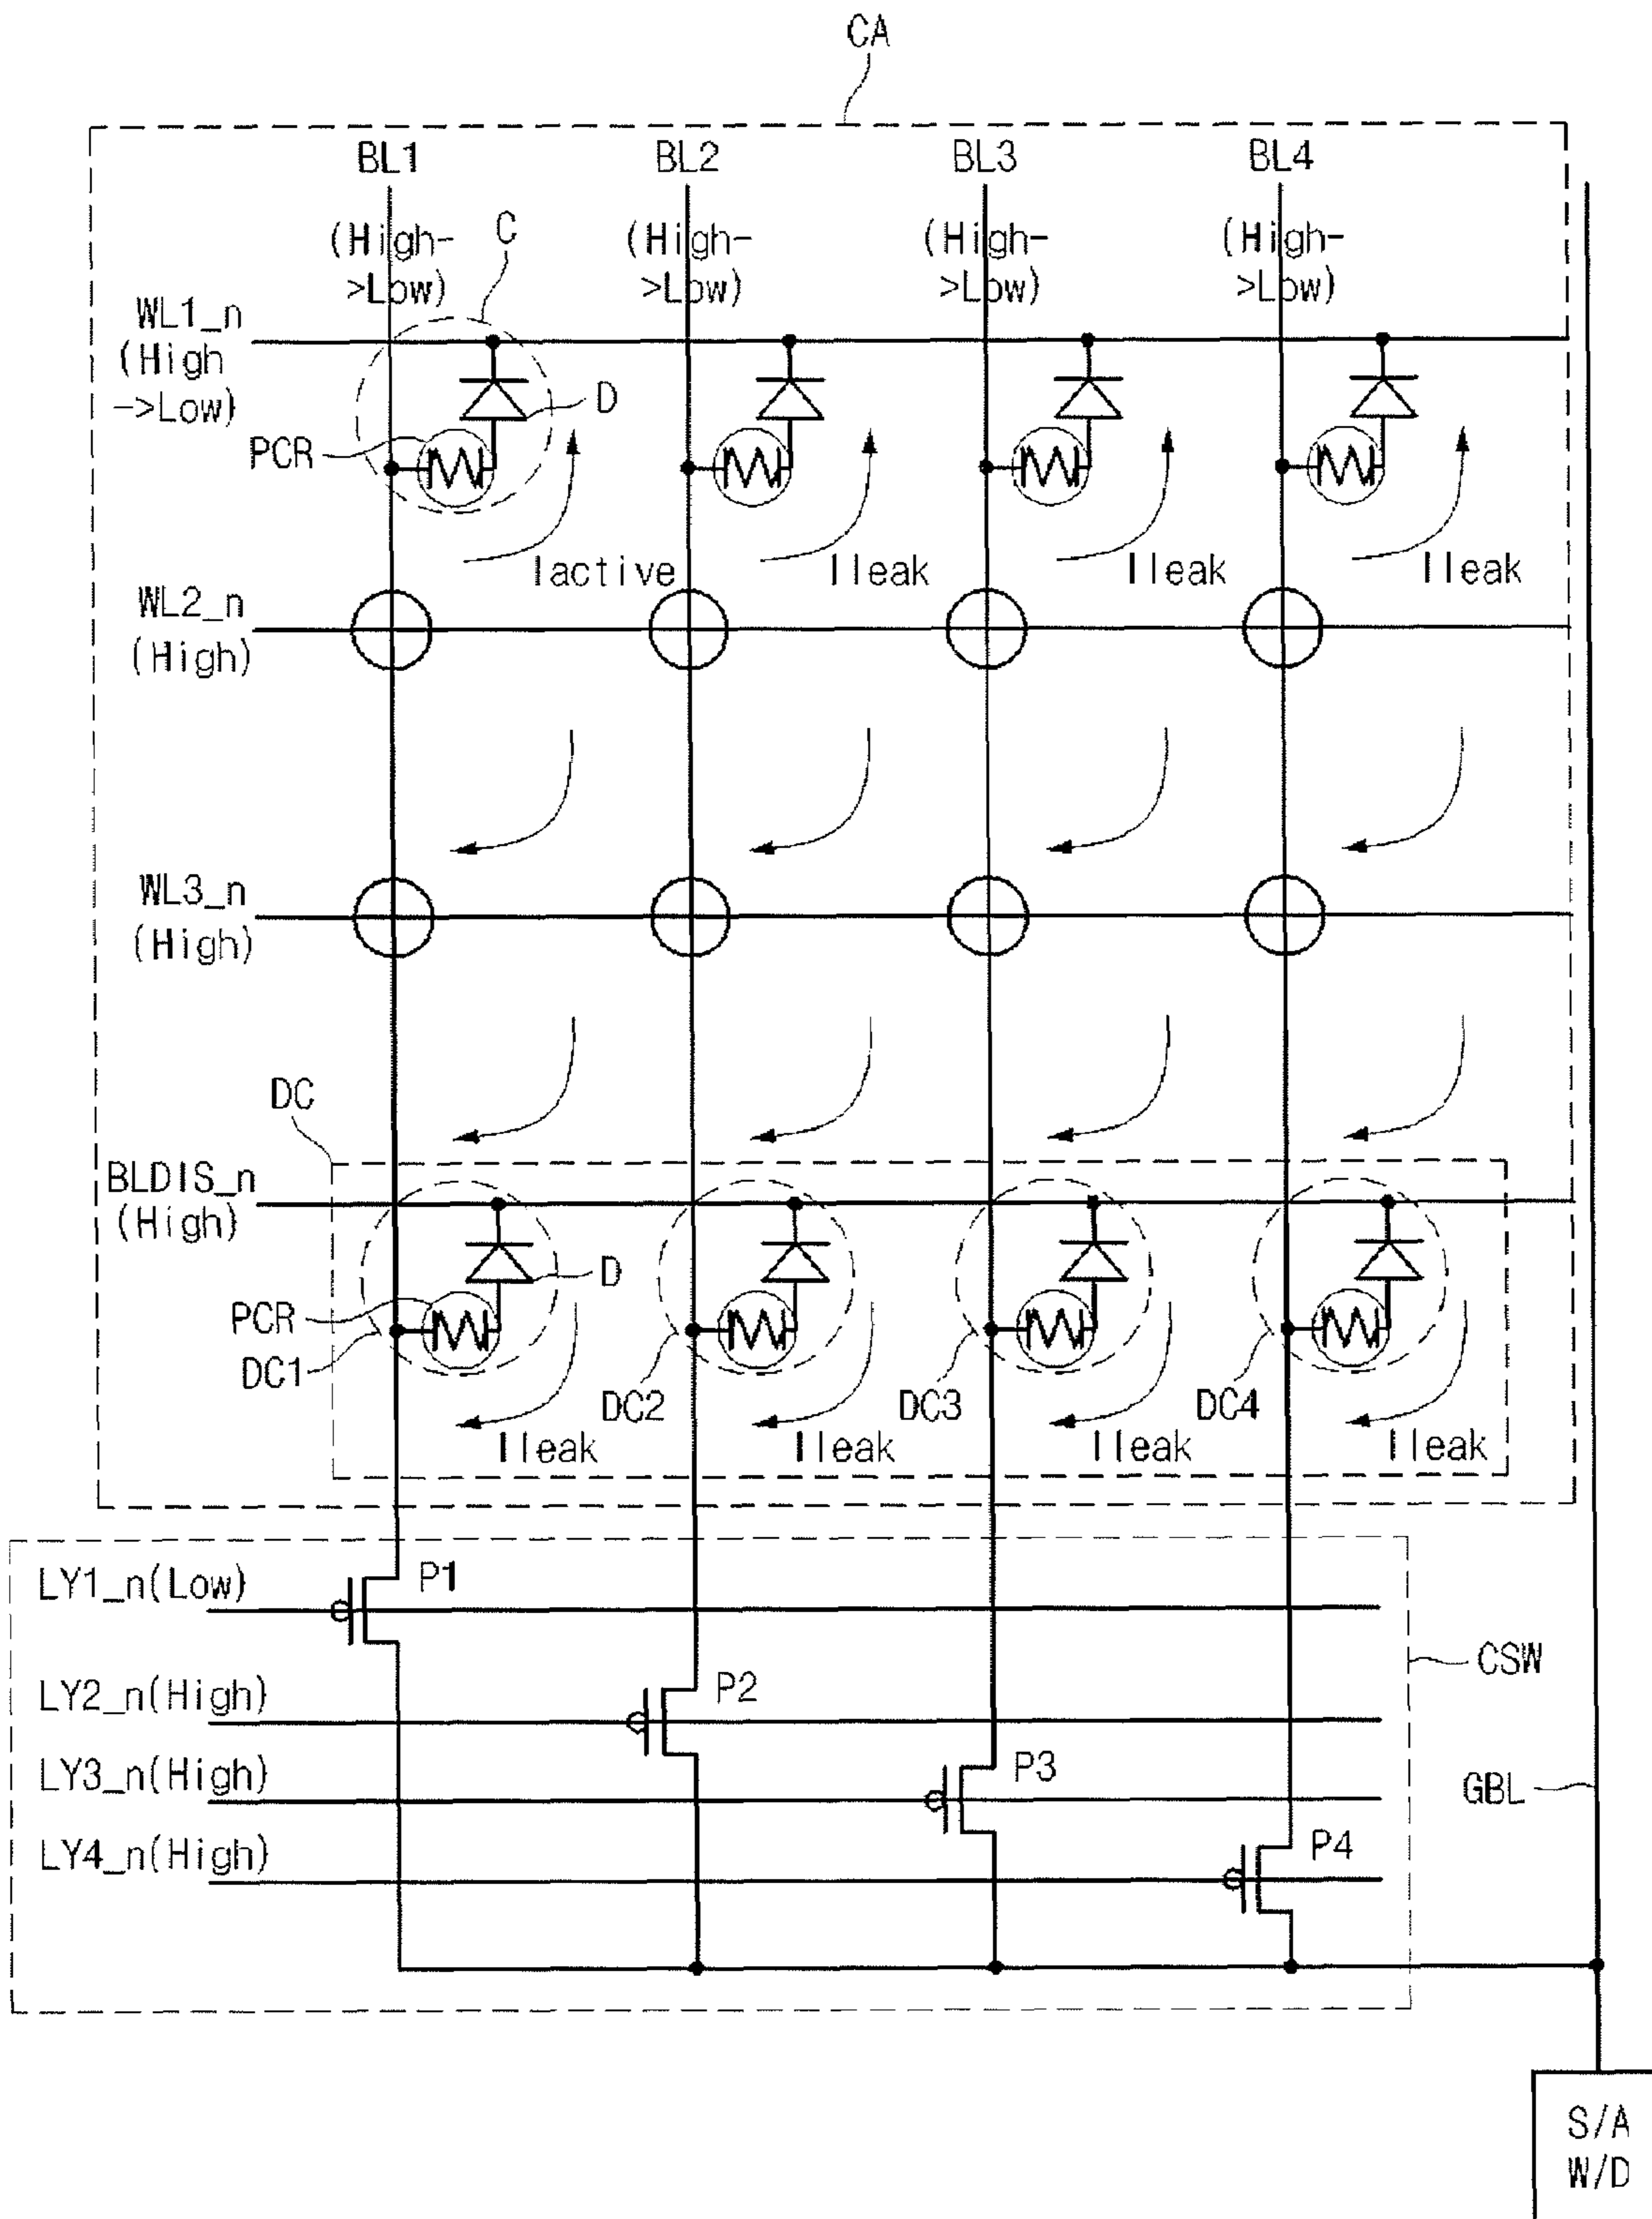 CA
BL1 BL2 BL3 BL4
(High- C (High- (High- (High-
>Low) >Low) >Low) >Low)
WL1_n
(High
->Low)
D
PCR
Iactive Ileak Ileak Ileak
WL2_n
(High)
WL3_n
(High)
DC
BLDIS_n
(High)
D
PCR
DC1 DC2 DC3 DC4
Ileak Ileak Ileak Ileak
LY1_n(Low) P1
CSW
LY2_n(High) P2
LY3_n(High) P3
GBL
LY4_n(High) P4
S/A
W/D